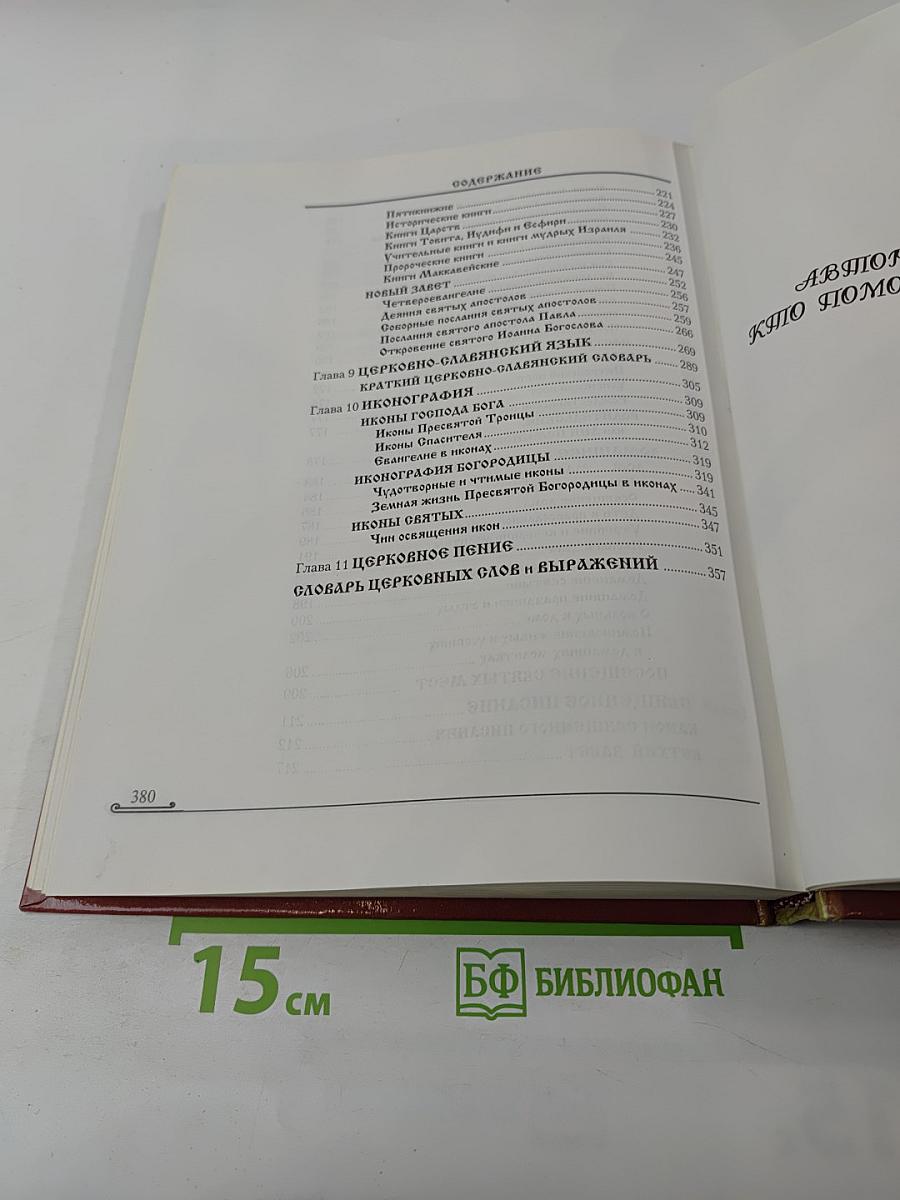 СОДЕРЖАНИЕ
Пятикнижие ..... 221
Исторические книги ..... 224
Книги Царств ..... 227
Книги Товита, Иудифи и Есфири ..... 230
Учительные книги и книги мудрых Израиля ..... 232
Пророческие книги ..... 236
Книги Маккавейские ..... 245
НОВЫЙ ЗАВЕТ ..... 247
Четвероевангелие ..... 252
Деяния святых апостолов ..... 256
Соборные послания святых апостолов ..... 257
Послания святого апостола Павла ..... 259
Откровение святого Иоанна Богослова ..... 266
Глава 9 ЦЕРКОВНО-СЛАВЯНСКИЙ ЯЗЫК ..... 269
КРАТКИЙ ЦЕРКОВНО-СЛАВЯНСКИЙ СЛОВАРЬ ..... 289
Глава 10 ИКОНОГРАФИЯ ..... 305
ИКОНЫ ГОСПОДА БОГА ..... 309
Иконы Пресвятой Троицы ..... 309
Иконы Спасителя ..... 310
Евангелие в иконах ..... 312
ИКОНОГРАФИЯ БОГОРОДИЦЫ ..... 319
Чудотворные и чтимые иконы ..... 319
Земная жизнь Пресвятой Богородицы в иконах ..... 341
ИКОНЫ СВЯТЫХ ..... 345
Чин освящения икон ..... 347
Глава 11 ЦЕРКОВНОЕ ПЕНИЕ ..... 351
СЛОВАРЬ ЦЕРКОВНЫХ СЛОВ и ВЫРАЖЕНИЙ ..... 357
380
АВТОР
КТО ПОМО
15 см
БФ БИБЛИОФАН